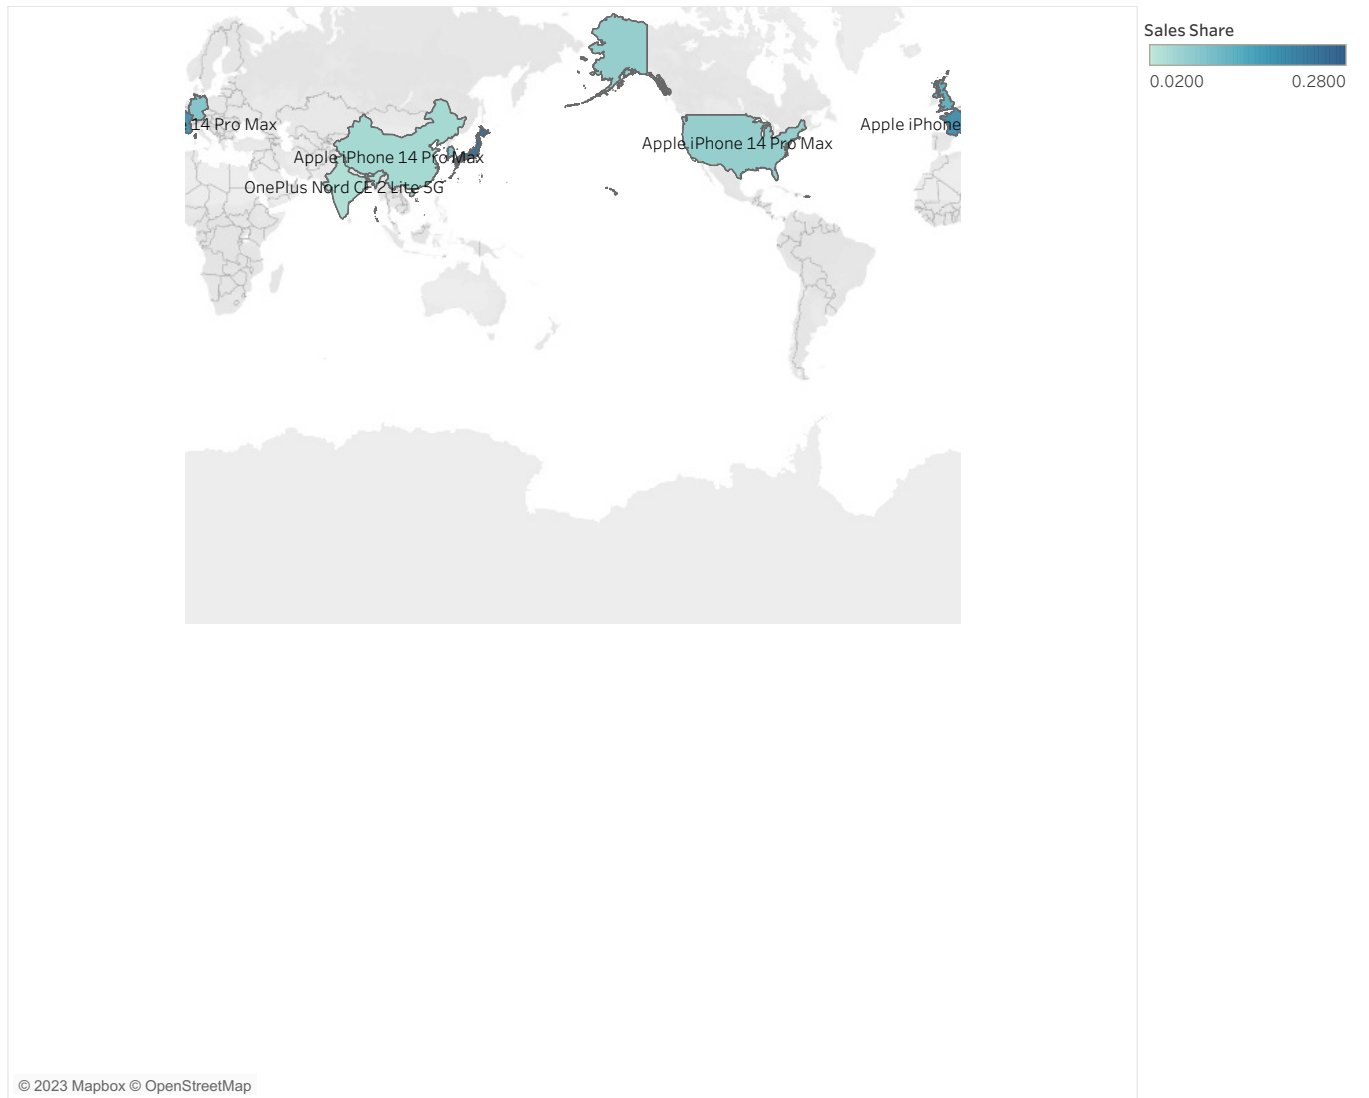 Sales Share
0.0200 0.2800
14 Pro Max
Apple iPhone
Apple iPhone 14 Pro Max
Apple iPhone 14 Pro Max
OnePlus Nord CE 2 Lite 5G
© 2023 Mapbox © OpenStreetMap